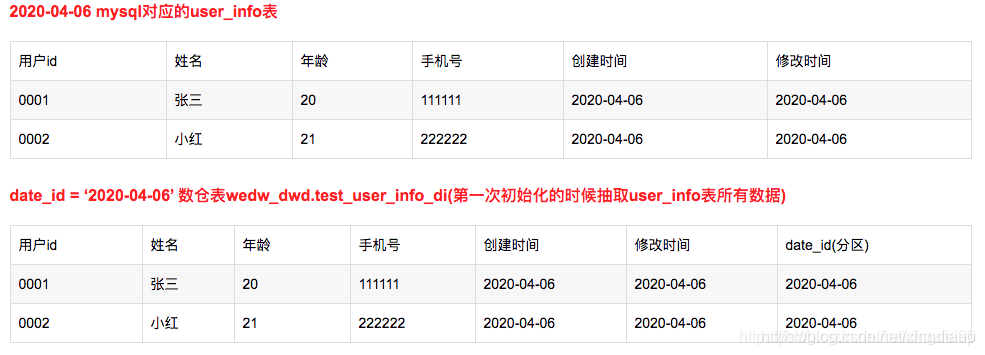 2020-04-06 mysql对应的user_info表
用户id 姓名 年龄 手机号 创建时间 修改时间
0001 张三 20 111111 2020-04-06 2020-04-06
0002 小红 21 222222 2020-04-06 2020-04-06
date_id = ‘2020-04-06’ 数仓表wedw_dwd.test_user_info_di(第一次初始化的时候抽取user_info表所有数据)
用户id 姓名 年龄 手机号 创建时间 修改时间 date_id(分区)
0001 张三 20 111111 2020-04-06 2020-04-06 2020-04-06
0002 小红 21 222222 2020-04-06 2020-04-06 2020-04-06